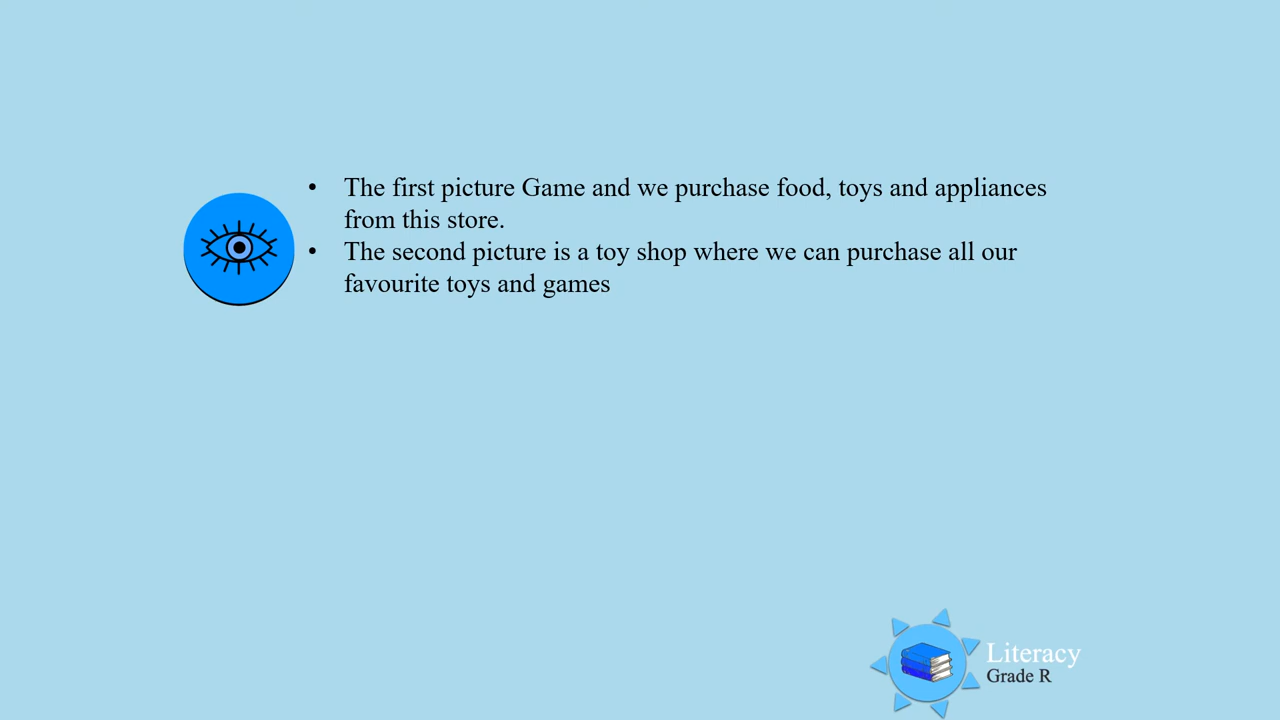 • The first picture Game and we purchase food, toys and appliances
from this store.
• The second picture is a toy shop where we can purchase all our
favourite toys and games
Literacy
Grade R